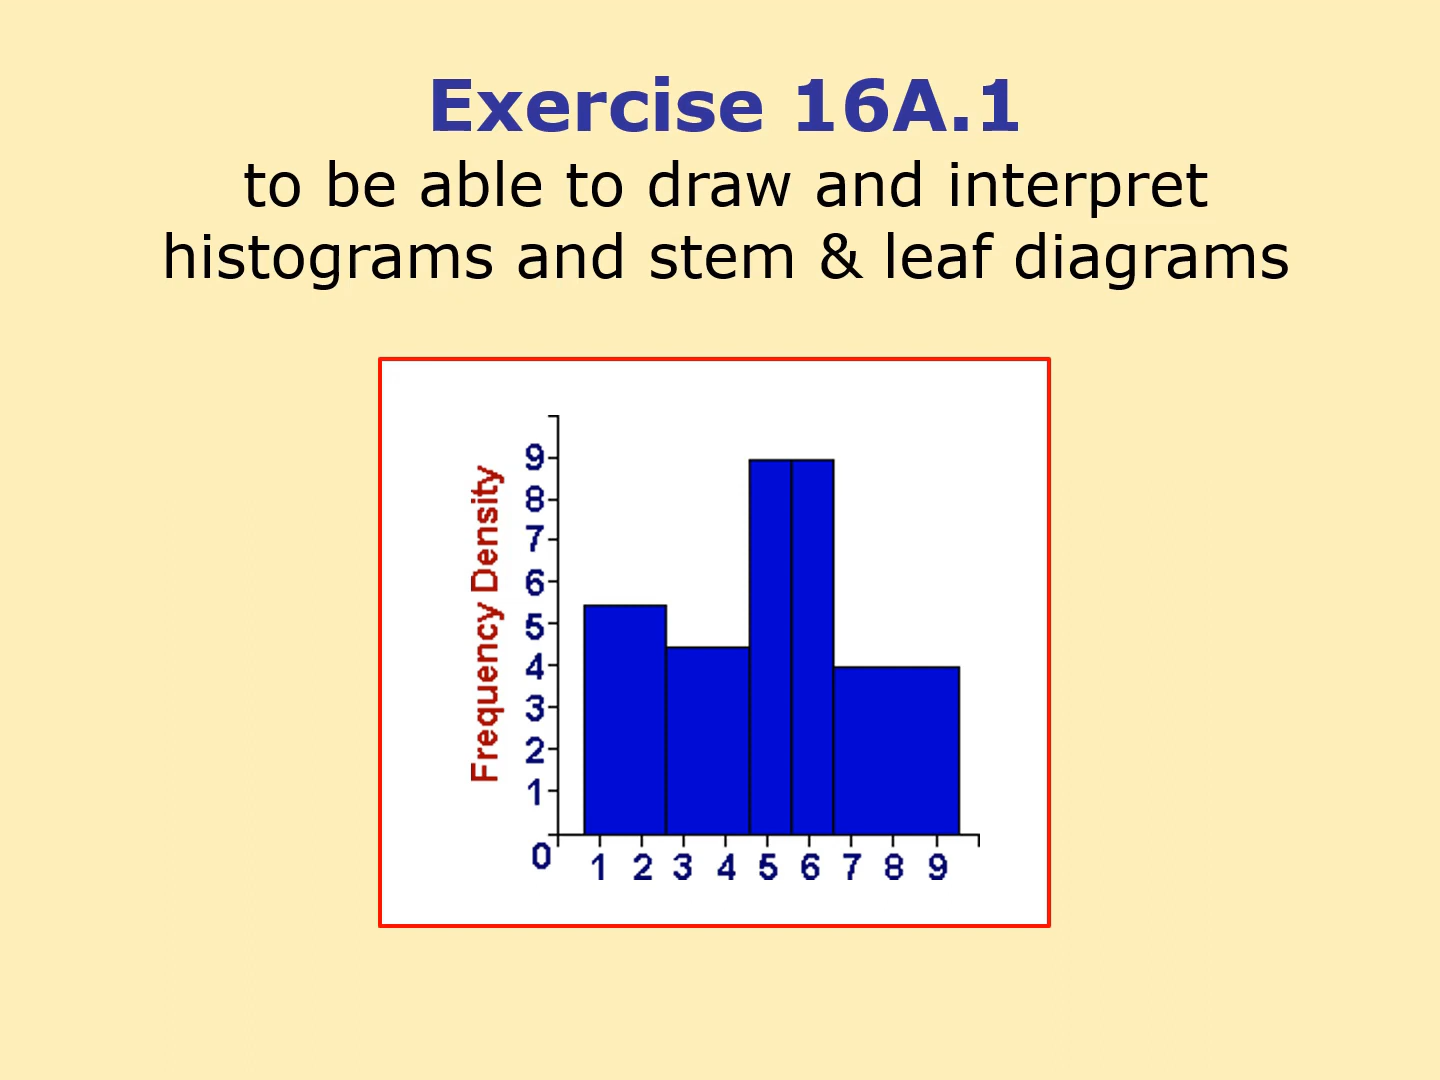 Exercise 16A.1
to be able to draw and interpret
histograms and stem & leaf diagrams
Frequency Density
9
8
7
6
5
4
3
2
1
0
1 2 3 4 5 6 7 8 9